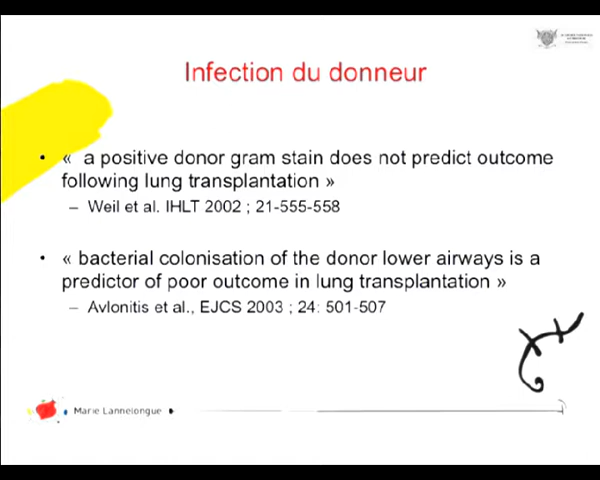 Infection du donneur
• « a positive donor gram stain does not predict outcome
following lung transplantation »
– Weil et al. IHLT 2002 ; 21-555-558
• « bacterial colonisation of the donor lower airways is a
predictor of poor outcome in lung transplantation »
– Avlonitis et al., EJCS 2003 ; 24: 501-507
Marie Lannelongue